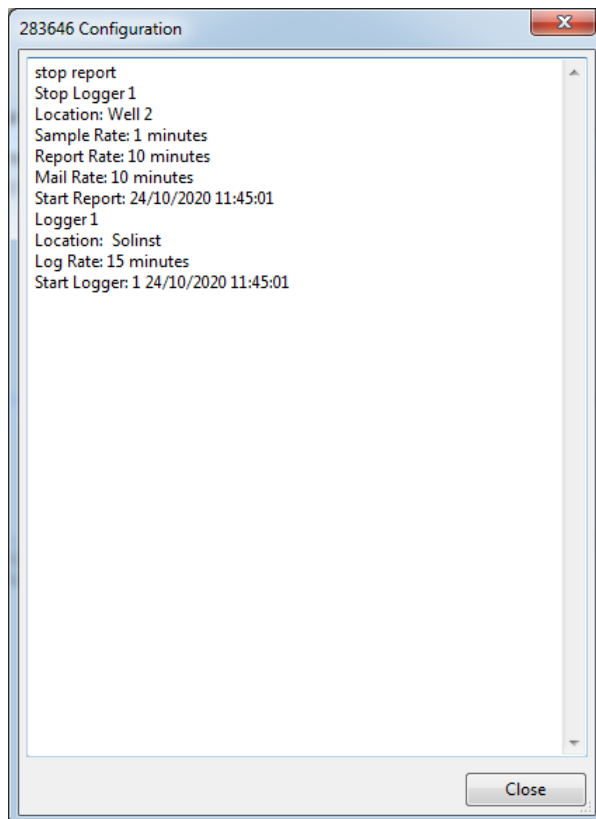 283646 Configuration
stop report
Stop Logger 1
Location: Well 2
Sample Rate: 1 minutes
Report Rate: 10 minutes
Mail Rate: 10 minutes
Start Report: 24/10/2020 11:45:01
Logger 1
Location:  Solinst
Log Rate: 15 minutes
Start Logger: 1 24/10/2020 11:45:01
Close